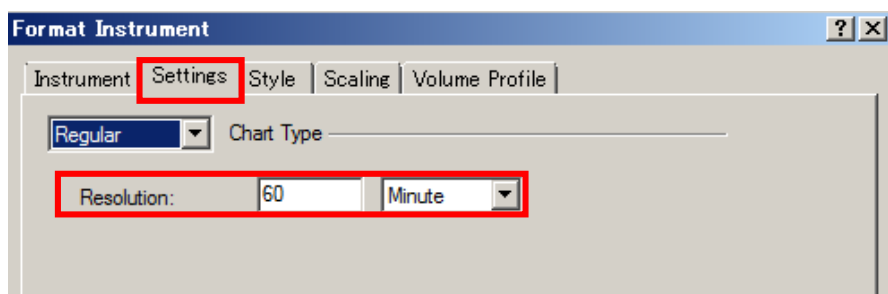 Format Instrument ? ×
Instrument Settings Style Scaling Volume Profile
Regular Chart Type
Resolution: 60 Minute